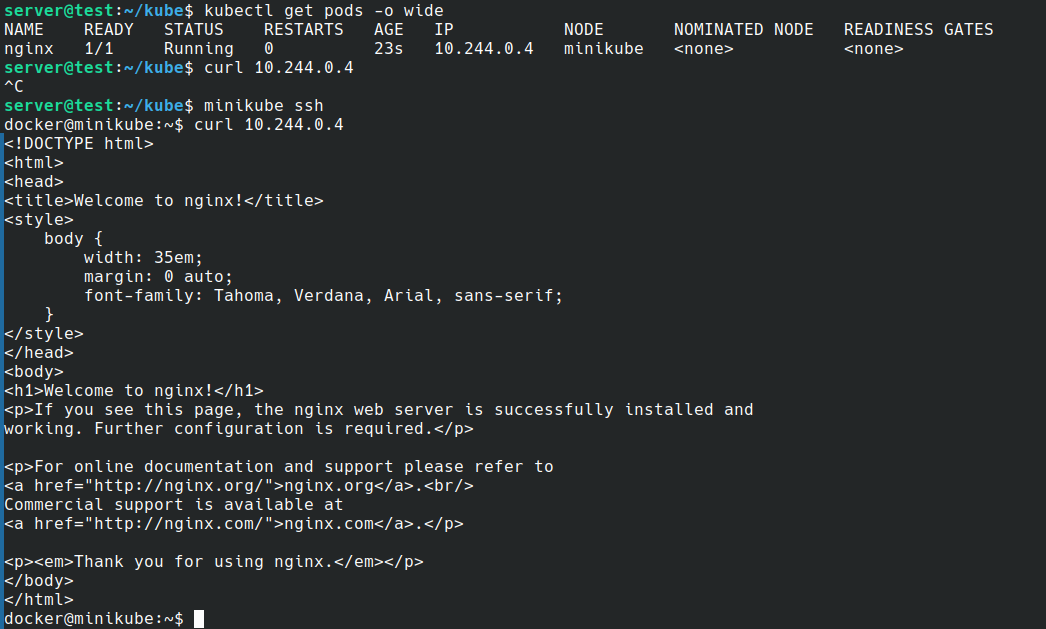 server@test:~/kube$ kubectl get pods -o wide
NAME    READY   STATUS    RESTARTS   AGE   IP           NODE       NOMINATED NODE   READINESS GATES
nginx   1/1     Running   0          23s   10.244.0.4   minikube   <none>           <none>
server@test:~/kube$ curl 10.244.0.4
^C
server@test:~/kube$ minikube ssh
docker@minikube:~$ curl 10.244.0.4
<!DOCTYPE html>
<html>
<head>
<title>Welcome to nginx!</title>
<style>
    body {
        width: 35em;
        margin: 0 auto;
        font-family: Tahoma, Verdana, Arial, sans-serif;
    }
</style>
</head>
<body>
<h1>Welcome to nginx!</h1>
<p>If you see this page, the nginx web server is successfully installed and
working. Further configuration is required.</p>

<p>For online documentation and support please refer to
<a href="http://nginx.org/">nginx.org</a>.<br/>
Commercial support is available at
<a href="http://nginx.com/">nginx.com</a>.</p>

<p><em>Thank you for using nginx.</em></p>
</body>
</html>
docker@minikube:~$